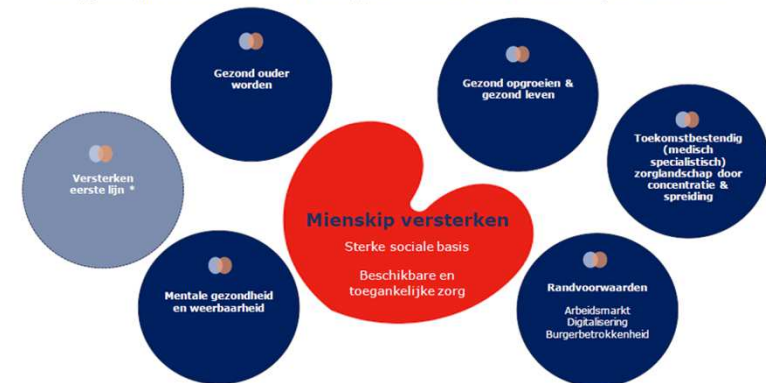 Gezond ouder
worden
Gezond opgroeien &
gezond leven
Toekomstbestendig
(medisch
specialistisch)
zorglandschap door
concentratie &
spreiding
Versterken
eerste lijn *
Mienskip versterken
Sterke sociale basis
Beschikbare en
toegankelijke zorg
Mentale gezondheid
en weerbaarheid
Randvoorwaarden
Arbeidsmarkt
Digitalisering
Burgerbetrokkenheid